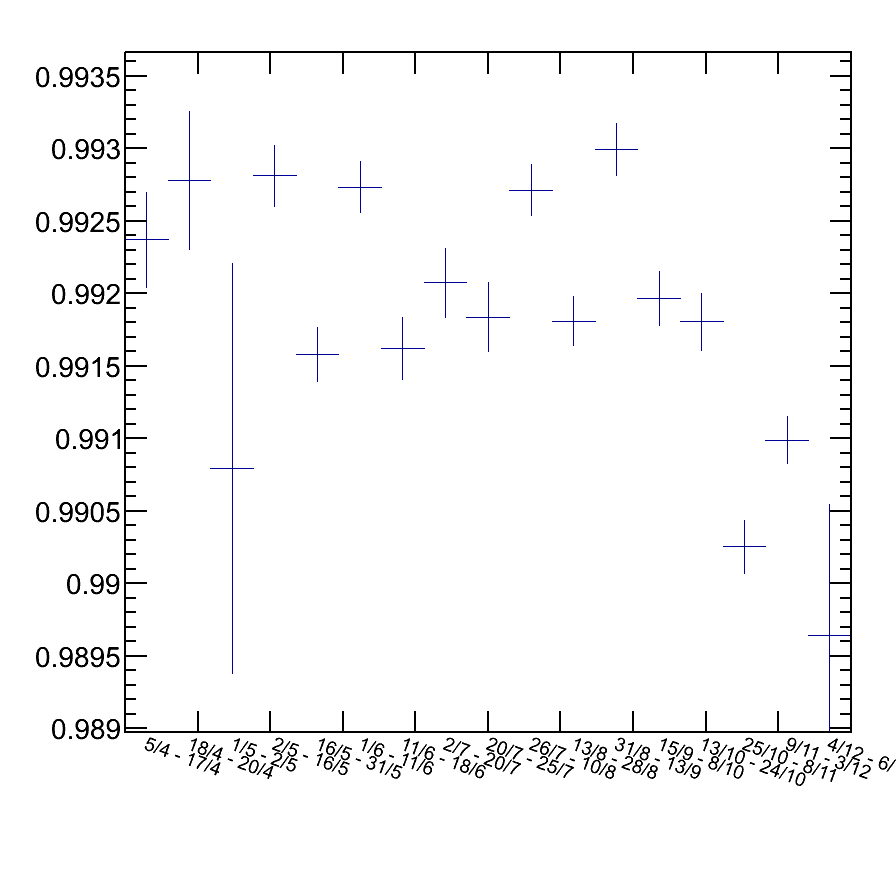 0.9935
0.993
0.9925
0.992
0.9915
0.991
0.9905
0.99
0.9895
0.989
5/4 - 17/4
18/4 - 20/4
1/5 - 2/5
2/5 - 16/5
16/5 - 31/5
1/6 - 11/6
11/6 - 18/6
2/7 - 20/7
20/7 - 25/7
26/7 - 10/8
13/8 - 28/8
31/8 - 13/9
15/9 - 8/10
13/10 - 24/10
25/10 - 8/11
9/11 - 3/12
4/12 - 6/